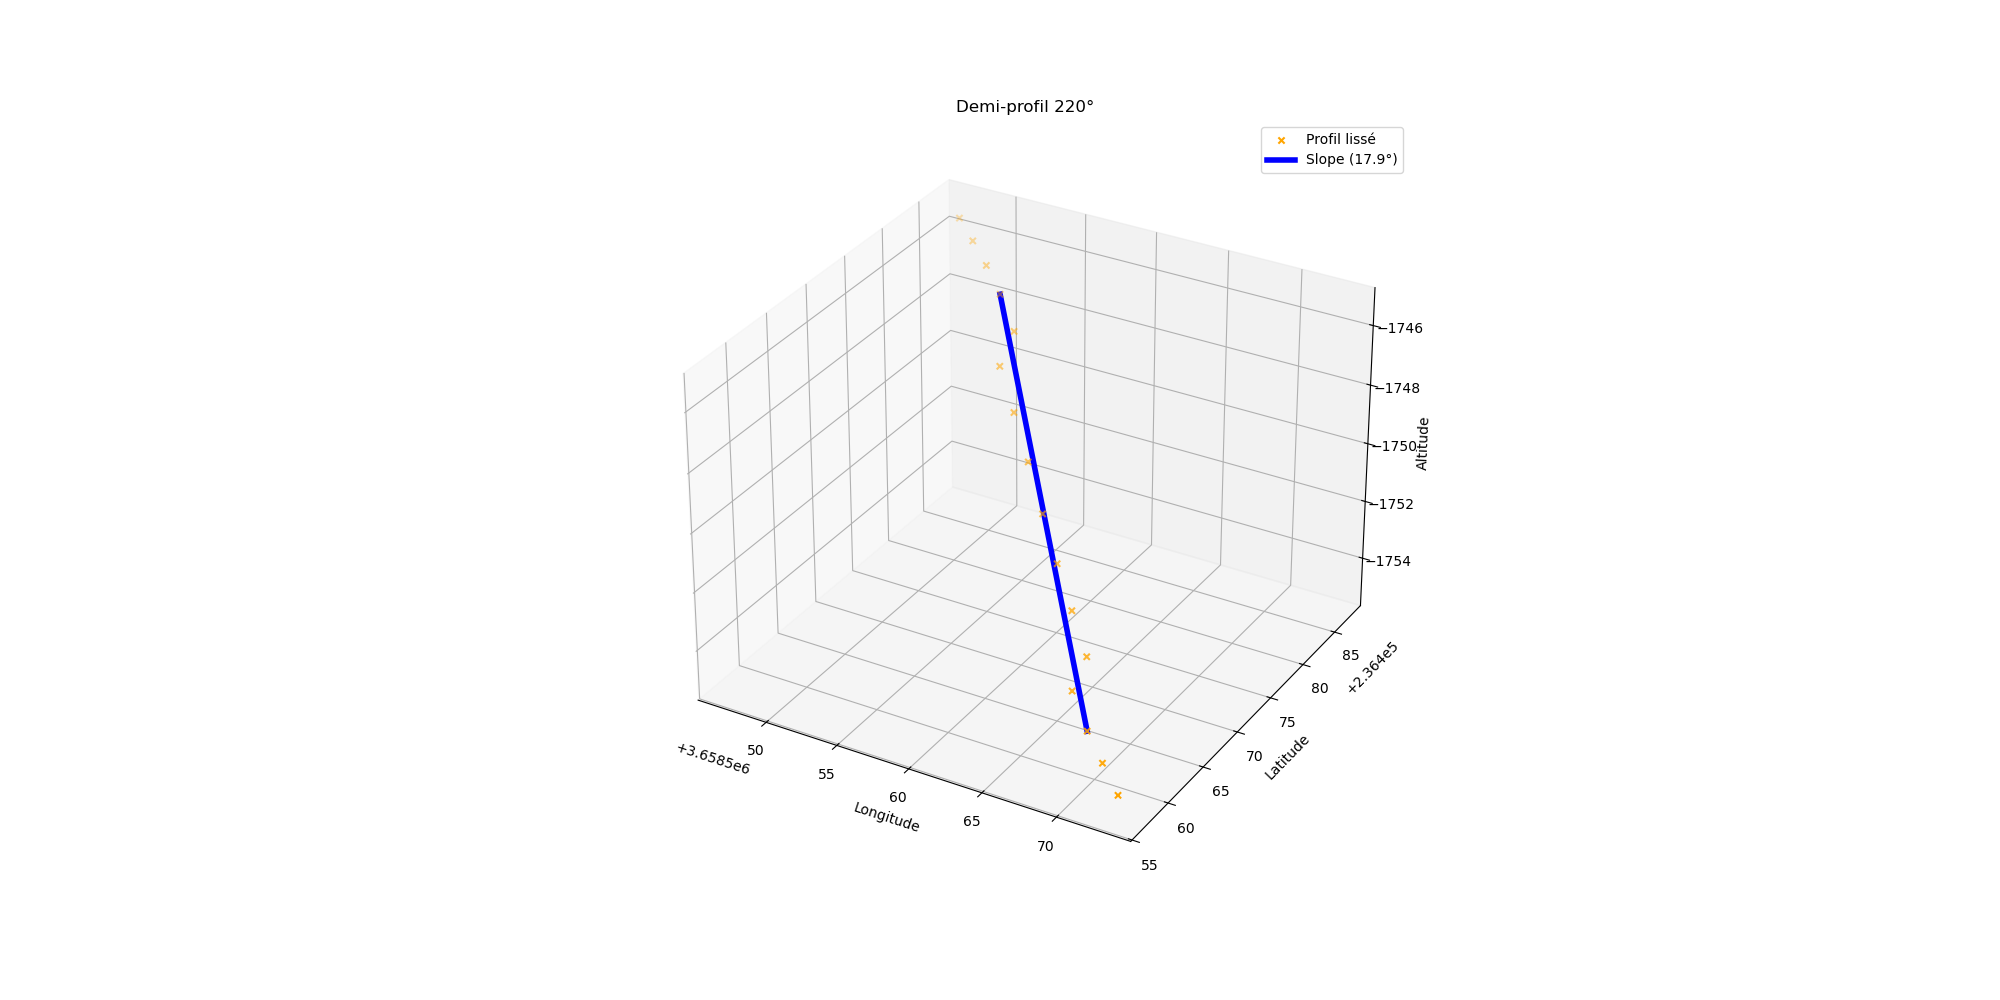 Demi-profil 220°
Profil lissé
Slope (17.9°)
−1746
−1748
−1750
−1752
−1754
Altitude
85
80
75
70
65
60
55
+2.364e5
Latitude
50
55
60
65
70
+3.6585e6
Longitude